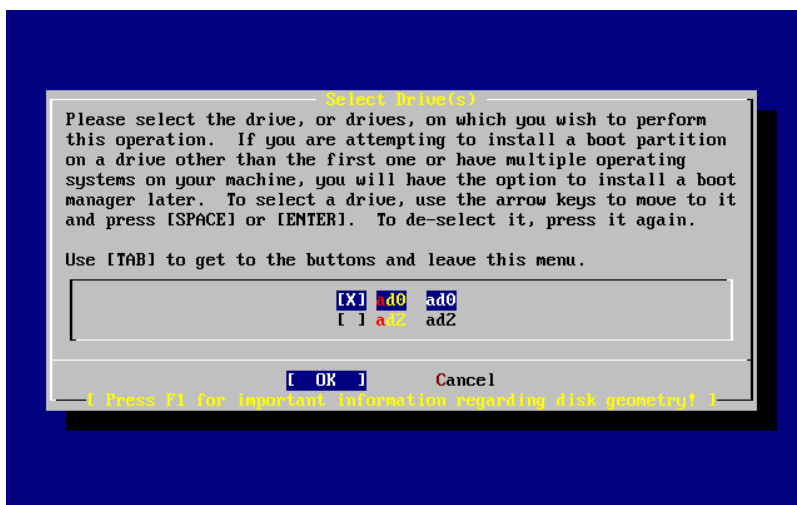 Select Drive(s)
Please select the drive, or drives, on which you wish to perform
this operation.  If you are attempting to install a boot partition
on a drive other than the first one or have multiple operating
systems on your machine, you will have the option to install a boot
manager later.  To select a drive, use the arrow keys to move to it
and press [SPACE] or [ENTER].  To de-select it, press it again.
Use [TAB] to get to the buttons and leave this menu.
[X] ad0  ad0
[ ] ad2  ad2
[  OK  ]  Cancel
[ Press F1 for important information regarding disk geometry! ]